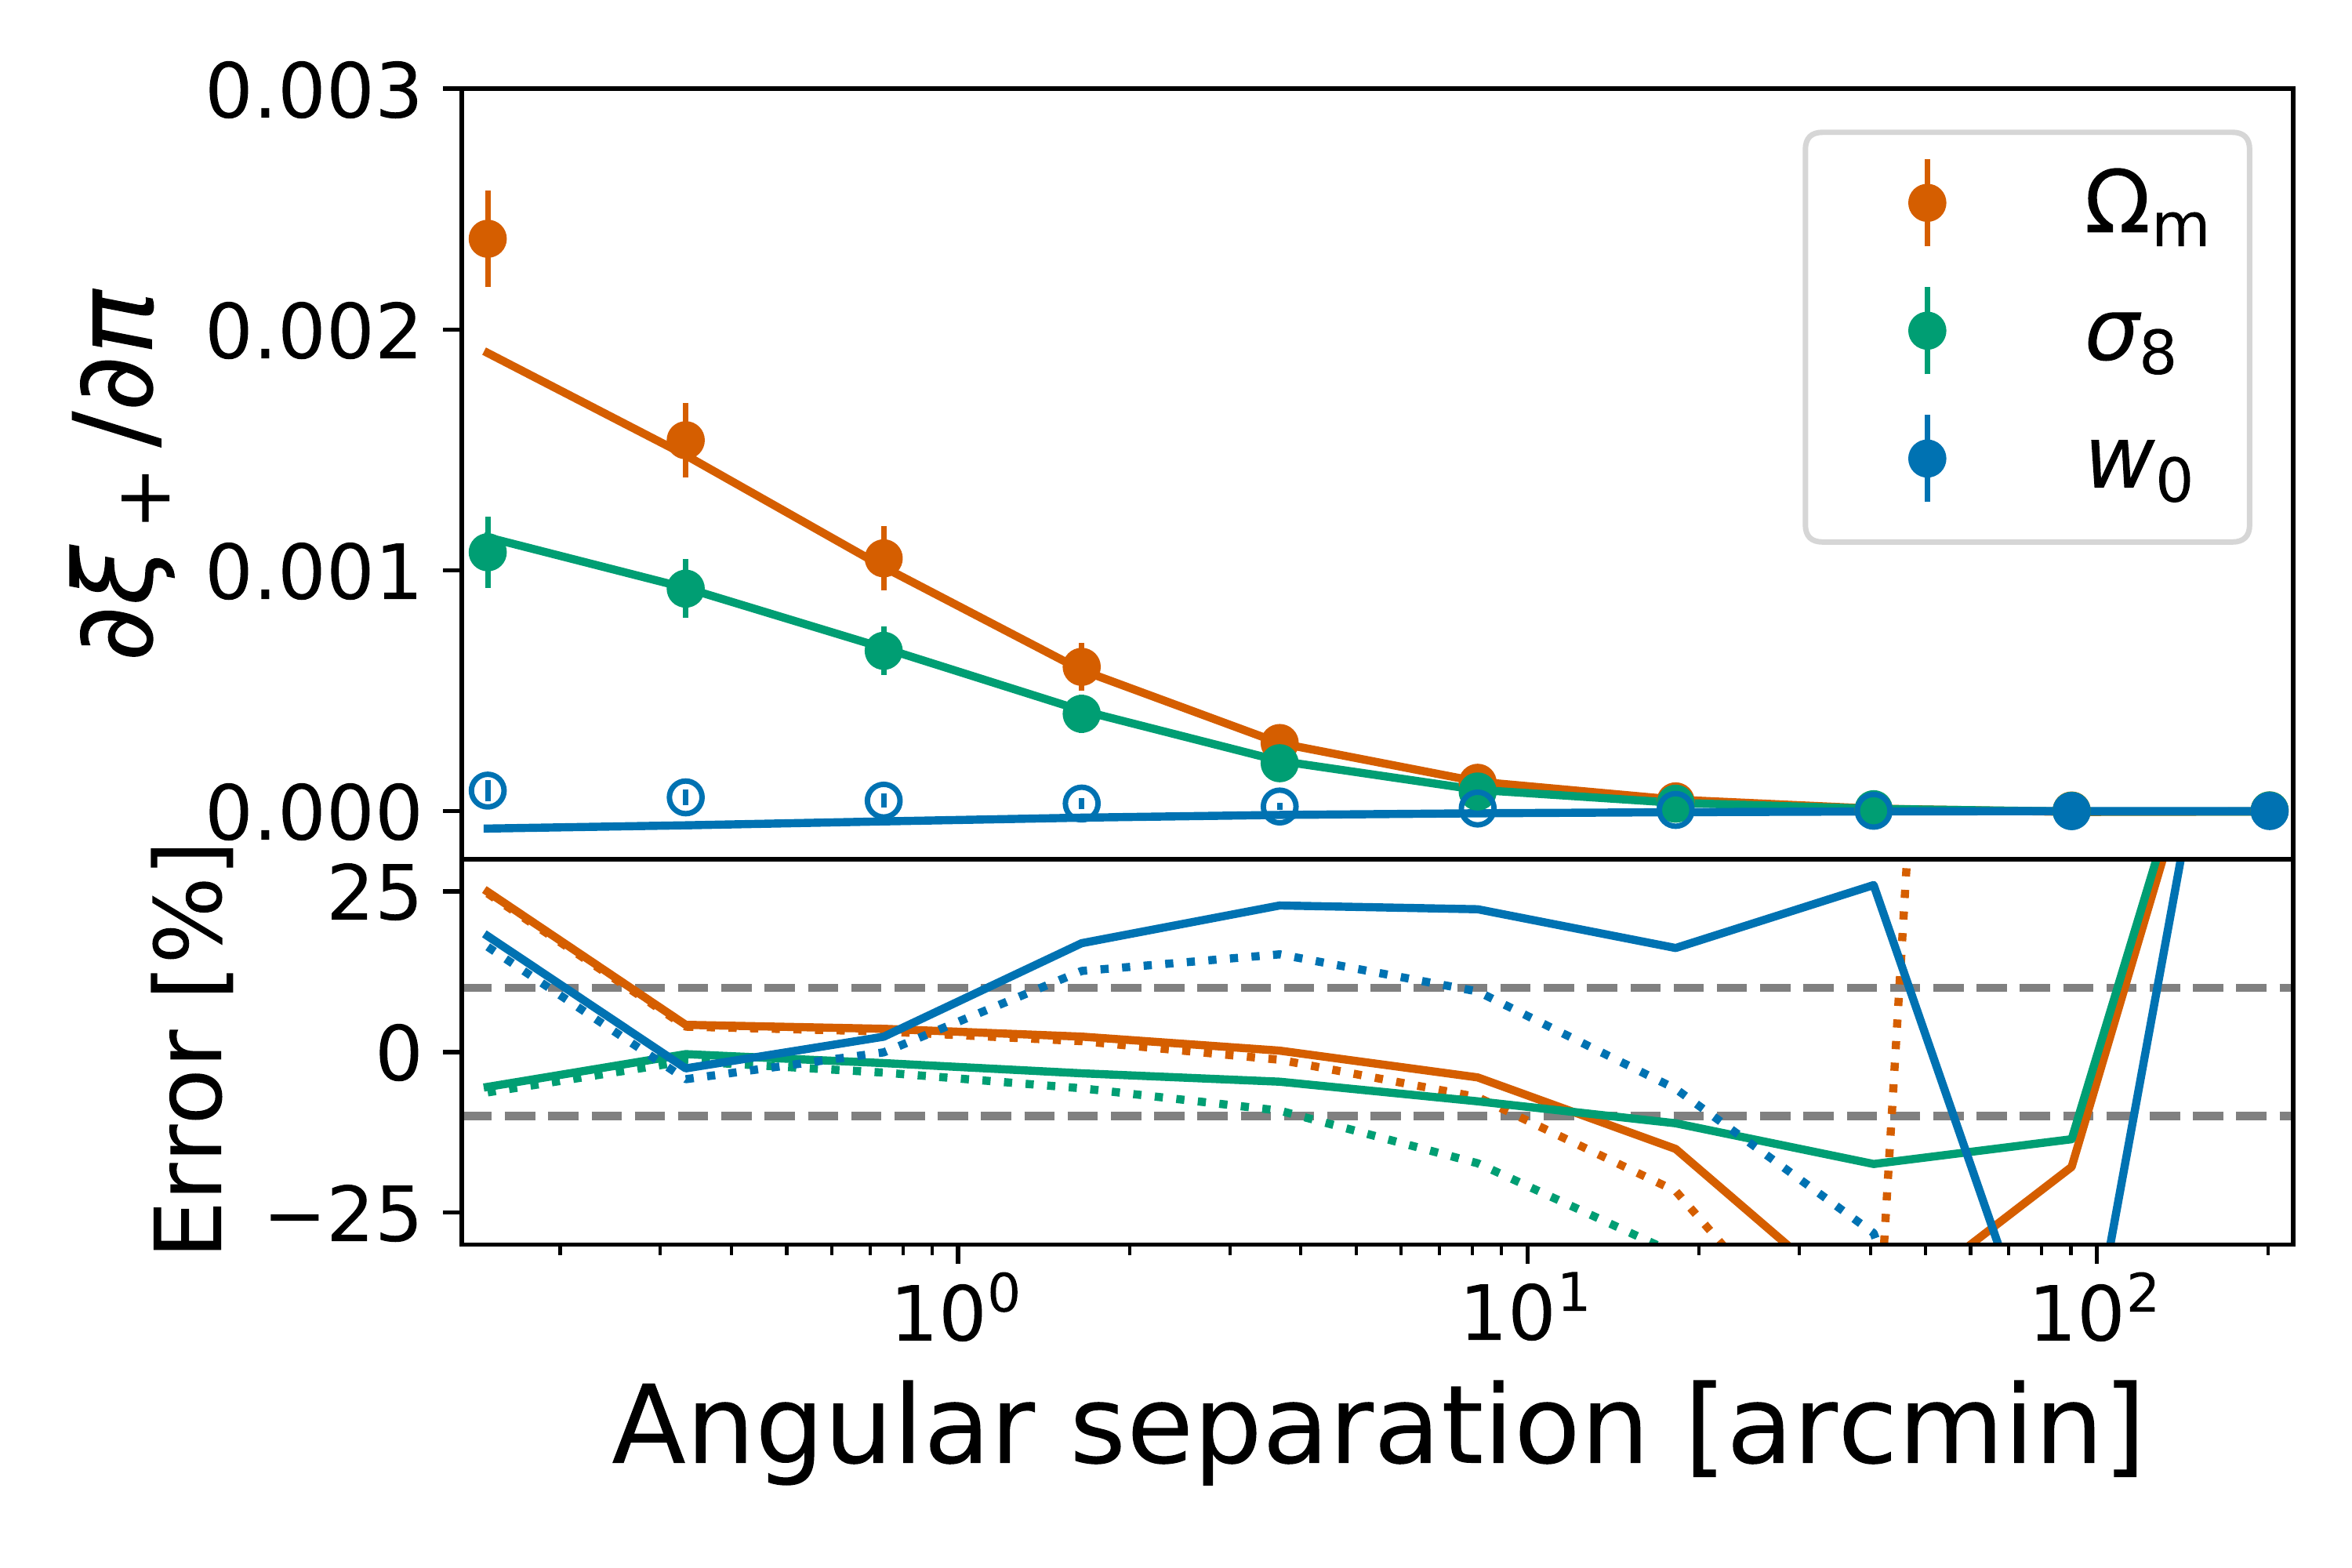 ∂ξ₊/∂π
0.003
0.002
0.001
0.000
Ωₘ
σ₈
w₀
Error [%]
25
0
−25
10⁰
10¹
10²
Angular separation [arcmin]